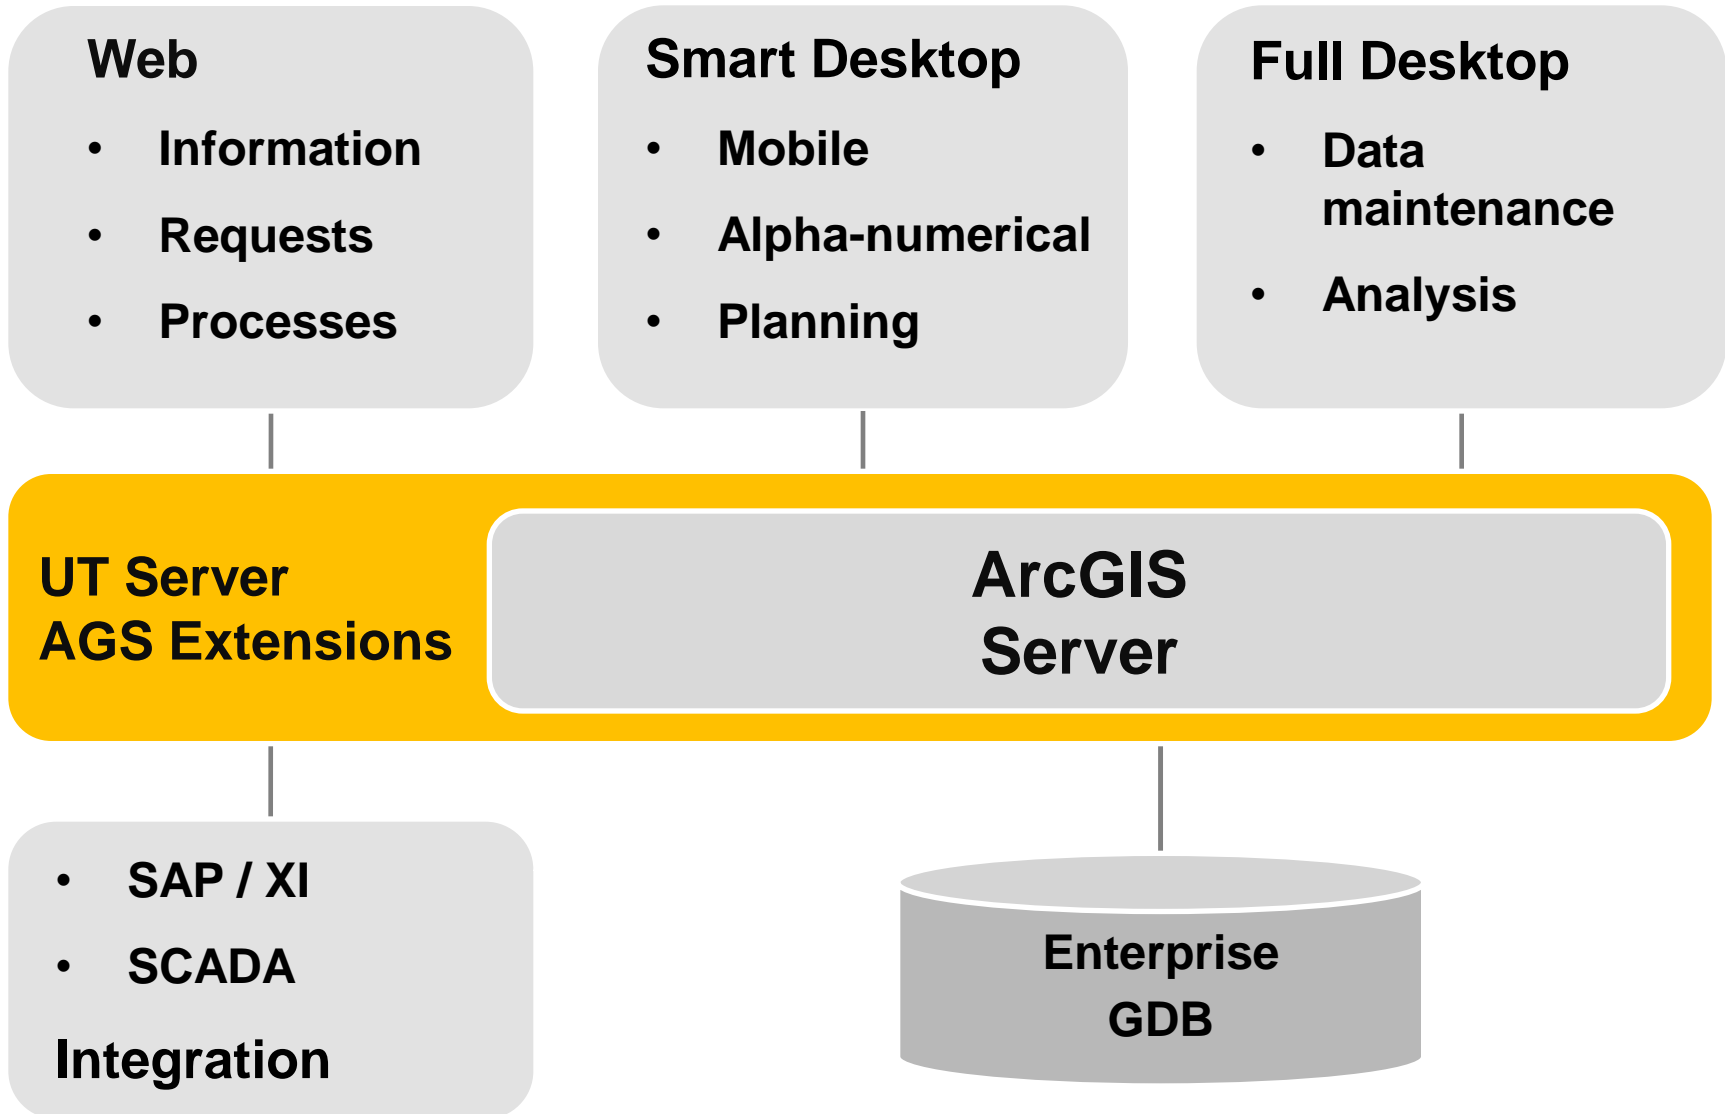 Web
• Information
• Requests
• Processes
Smart Desktop
• Mobile
• Alpha-numerical
• Planning
Full Desktop
• Data
maintenance
• Analysis
UT Server
AGS Extensions
ArcGIS
Server
• SAP / XI
• SCADA
Integration
Enterprise
GDB